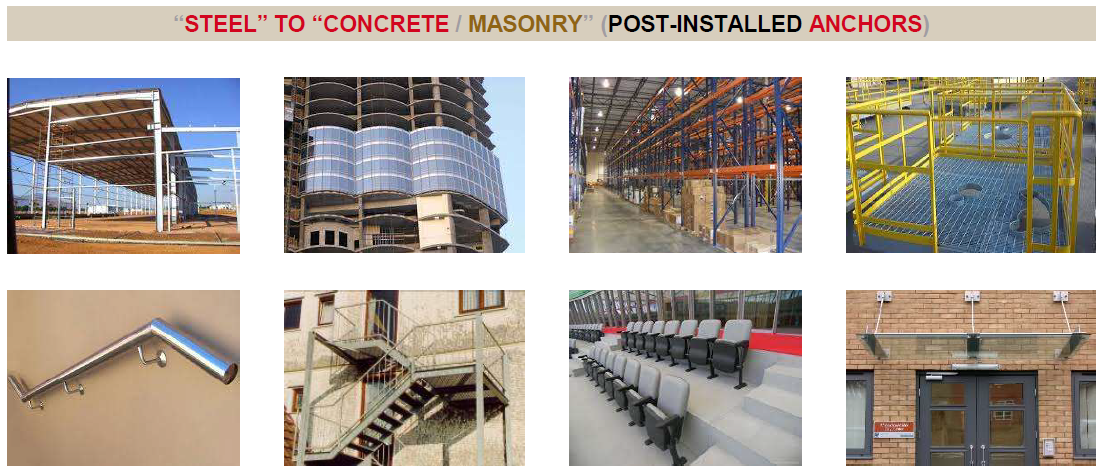 “STEEL” TO “CONCRETE / MASONRY” (POST-INSTALLED ANCHORS)